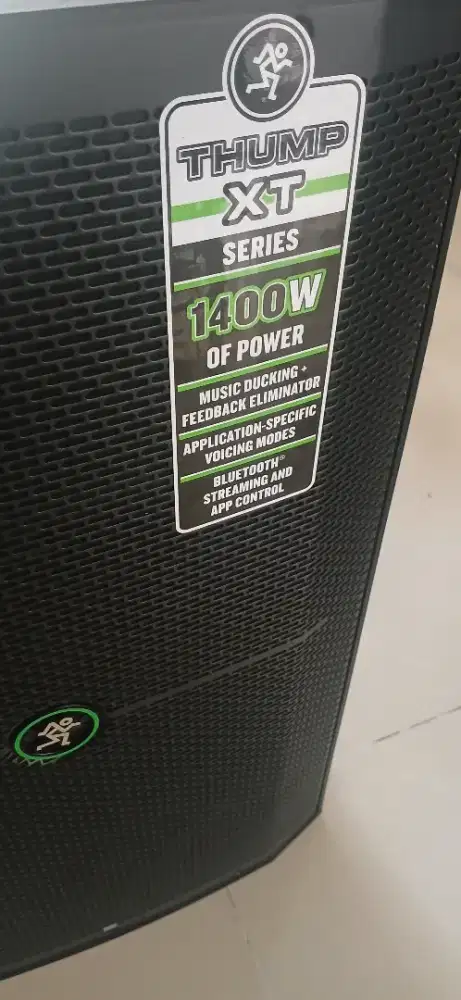 THUMP
XT
SERIES
1400W
OF POWER
MUSIC DUCKING +
FEEDBACK ELIMINATOR
APPLICATION-SPECIFIC
VOICING MODES
BLUETOOTH®
STREAMING AND
APP CONTROL